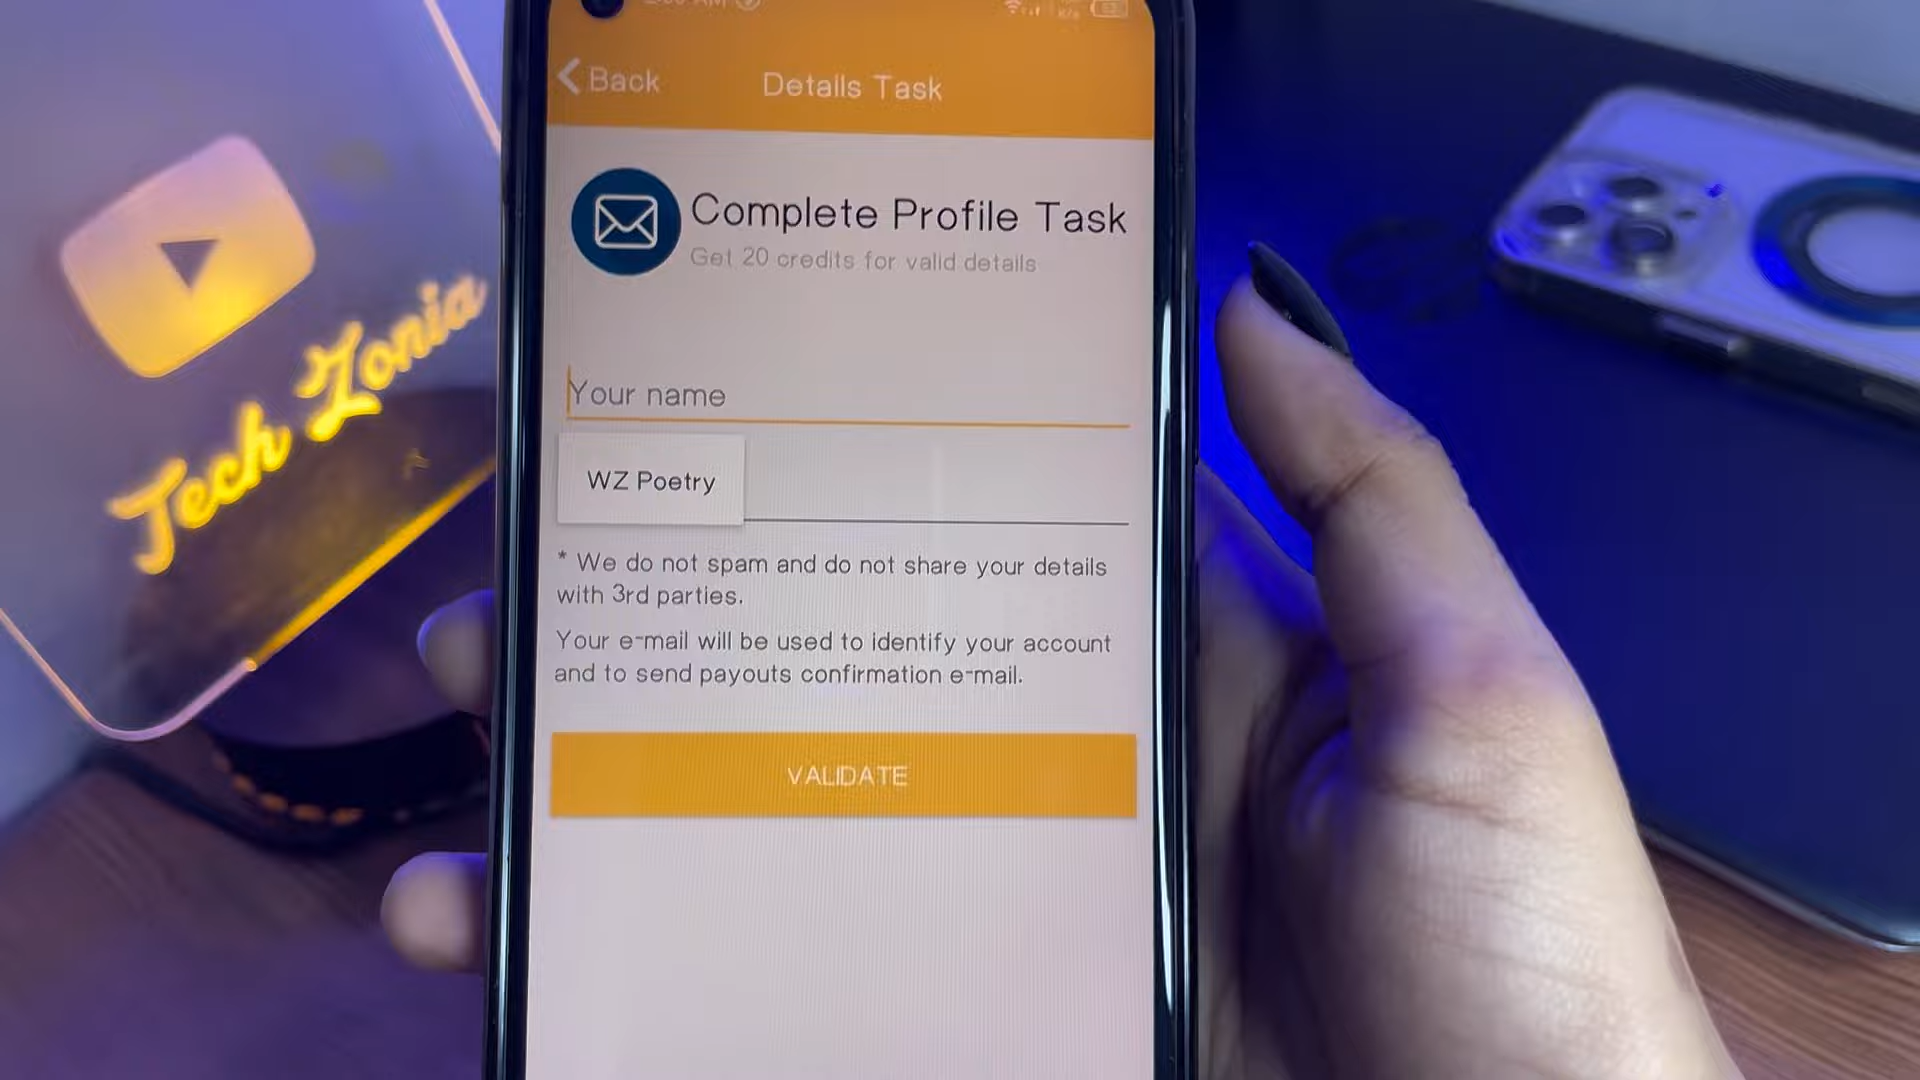 Back
Details Task
Complete Profile Task
Get 20 credits for valid details
Your name
WZ Poetry
* We do not spam and do not share your details
with 3rd parties.
Your e-mail will be used to identify your account
and to send payouts confirmation e-mail.
VALIDATE
Tech Zonia